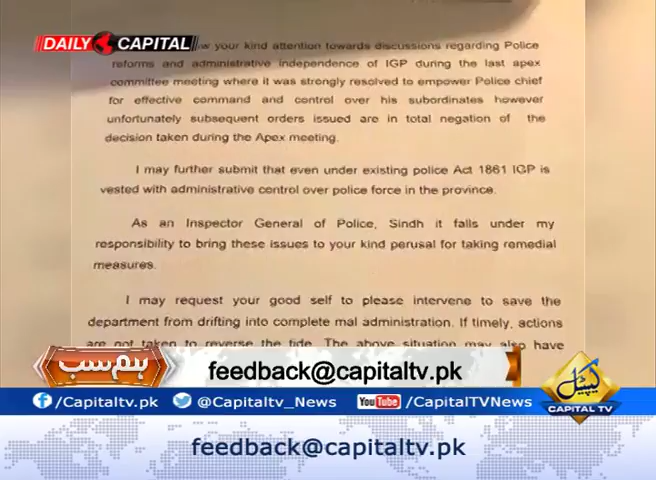 DAILY CAPITAL
your kind attention towards discussions regarding Police
reforms and administrative independence of IGP during the last apex
committee meeting where it was strongly resolved to empower Police chief
for effective command and control over his subordinates however
unfortunately subsequent orders issued are in total negation of the
decision taken during the Apex meeting.
I may further submit that even under existing police Act 1861 IGP is
vested with administrative control over police force in the province.
As an Inspector General of Police, Sindh it falls under my
responsibility to bring these issues to your kind perusal for taking remedial
measures.
I may request your good self to please intervene to save the
department from drifting into complete mal administration. If timely, actions
are not taken to reverse the tide. The above situation may also have
ہم سب
feedback@capitaltv.pk
کیپیٹل
CAPITAL TV
/Capitaltv.pk @Capitaltv_News YouTube /CapitalTVNews
feedback@capitaltv.pk